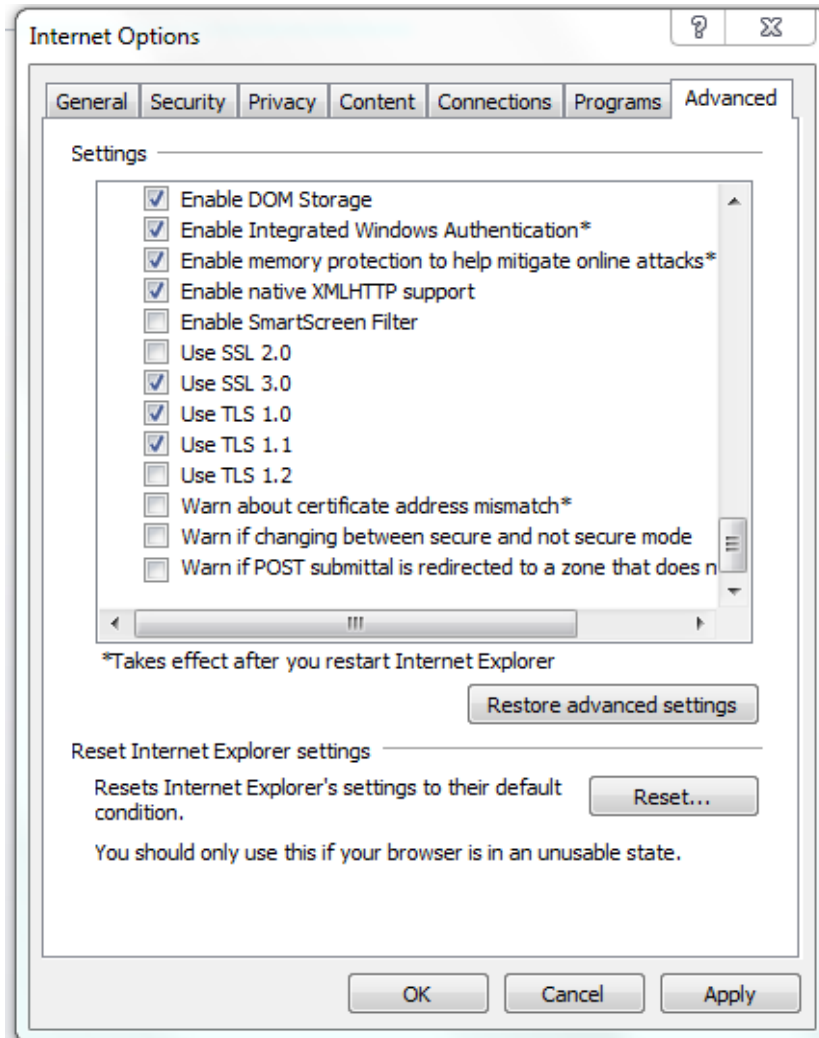 Internet Options
General Security Privacy Content Connections Programs Advanced
Settings
Enable DOM Storage
Enable Integrated Windows Authentication*
Enable memory protection to help mitigate online attacks*
Enable native XMLHTTP support
Enable SmartScreen Filter
Use SSL 2.0
Use SSL 3.0
Use TLS 1.0
Use TLS 1.1
Use TLS 1.2
Warn about certificate address mismatch*
Warn if changing between secure and not secure mode
Warn if POST submittal is redirected to a zone that does n
*Takes effect after you restart Internet Explorer
Restore advanced settings
Reset Internet Explorer settings
Resets Internet Explorer's settings to their default
condition.
Reset...
You should only use this if your browser is in an unusable state.
OK Cancel Apply